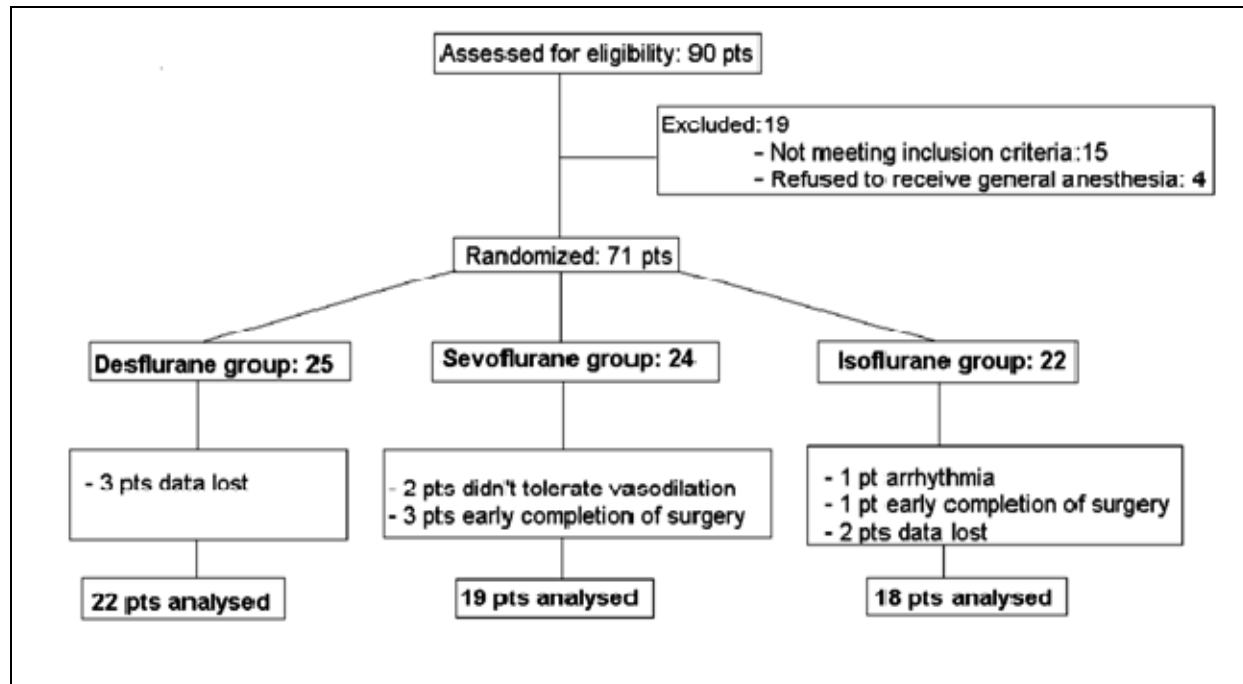 Assessed for eligibility: 90 pts
Excluded:19
- Not meeting inclusion criteria:15
- Refused to receive general anesthesia: 4
Randomized: 71 pts
Desflurane group: 25
Sevoflurane group: 24
Isoflurane group: 22
- 3 pts data lost
- 2 pts didn't tolerate vasodilation
- 3 pts early completion of surgery
- 1 pt arrhythmia
- 1 pt early completion of surgery
- 2 pts data lost
22 pts analysed
19 pts analysed
18 pts analysed